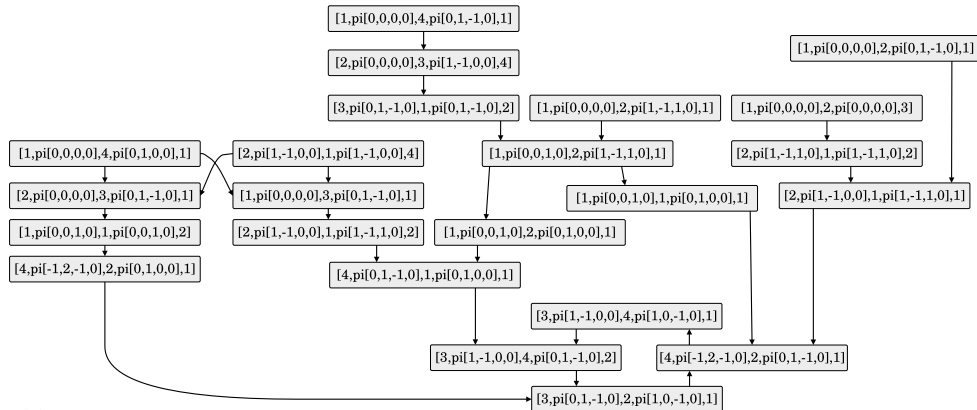 [1,pi[0,0,0,0],4,pi[0,1,-1,0],1]
[1,pi[0,0,0,0],2,pi[0,1,-1,0],1]
[2,pi[0,0,0,0],3,pi[1,-1,0,0],4]
[3,pi[0,1,-1,0],1,pi[0,1,-1,0],2]
[1,pi[0,0,0,0],2,pi[1,-1,1,0],1]
[1,pi[0,0,0,0],2,pi[0,0,0,0],3]
[1,pi[0,0,0,0],4,pi[0,1,0,0],1]
[2,pi[1,-1,0,0],1,pi[1,-1,0,0],4]
[1,pi[0,0,1,0],2,pi[1,-1,1,0],1]
[2,pi[1,-1,1,0],1,pi[1,-1,1,0],2]
[2,pi[0,0,0,0],3,pi[0,1,-1,0],1]
[1,pi[0,0,0,0],3,pi[0,1,-1,0],1]
[1,pi[0,0,1,0],1,pi[0,1,0,0],1]
[2,pi[1,-1,0,0],1,pi[1,-1,1,0],1]
[1,pi[0,0,1,0],1,pi[0,0,1,0],2]
[2,pi[1,-1,0,0],1,pi[1,-1,1,0],2]
[1,pi[0,0,1,0],2,pi[0,1,0,0],1]
[4,pi[-1,2,-1,0],2,pi[0,1,0,0],1]
[4,pi[0,1,-1,0],1,pi[0,1,0,0],1]
[3,pi[1,-1,0,0],4,pi[1,0,-1,0],1]
[3,pi[1,-1,0,0],4,pi[0,1,-1,0],2]
[4,pi[-1,2,-1,0],2,pi[0,1,-1,0],1]
[3,pi[0,1,-1,0],2,pi[1,0,-1,0],1]